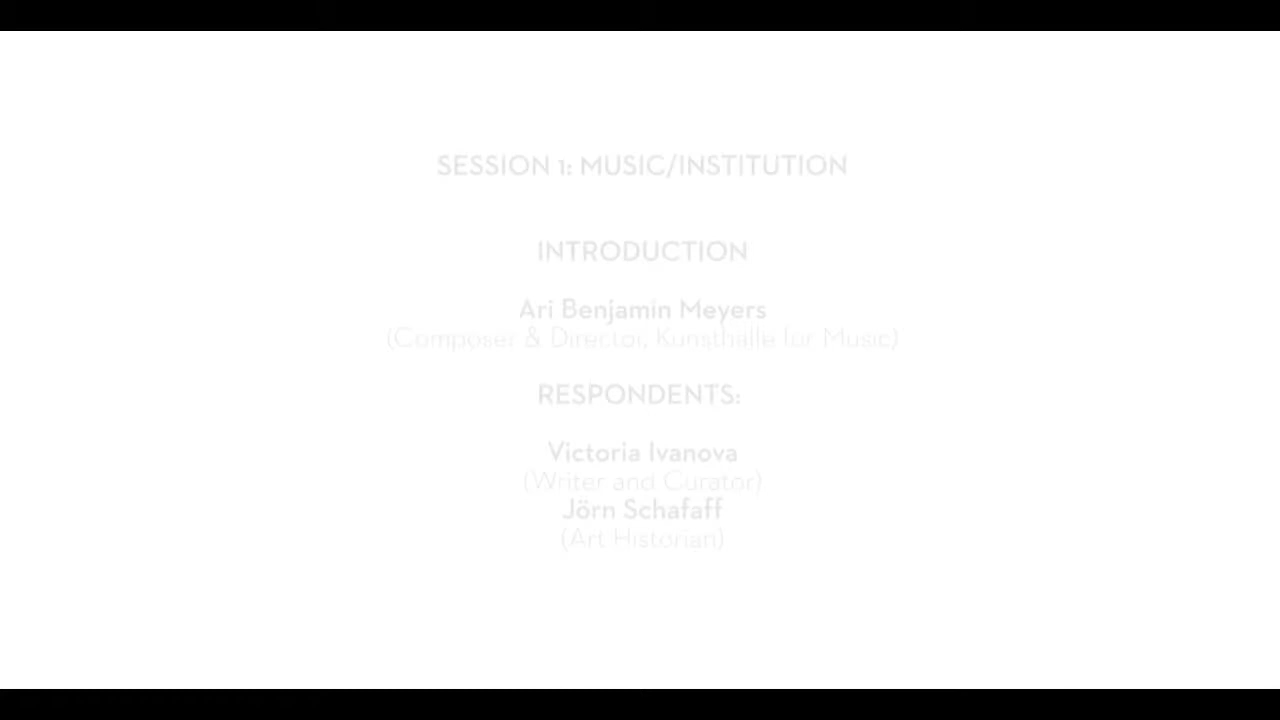 SESSION 1: MUSIC/INSTITUTION
INTRODUCTION
Ari Benjamin Meyers
(Composer & Director, Kunsthalle for Music)
RESPONDENTS:
Victoria Ivanova
(Writer and Curator)
Jörn Schafaff
(Art Historian)